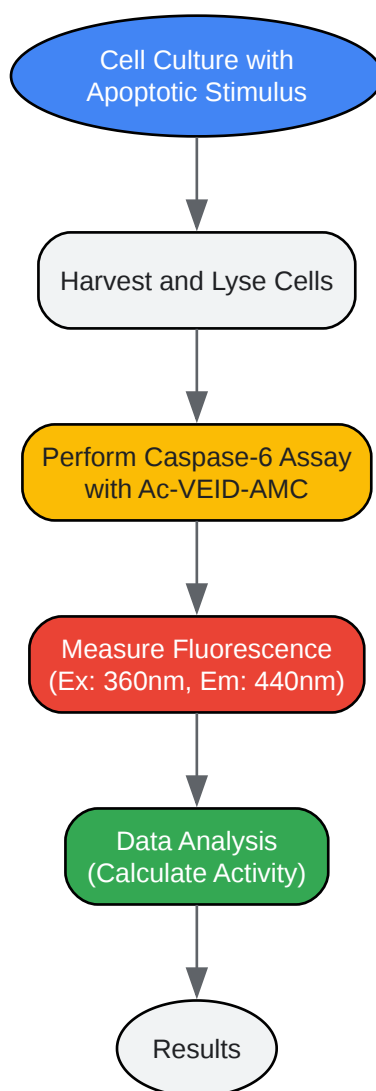 Cell Culture with
Apoptotic Stimulus
Harvest and Lyse Cells
Perform Caspase-6 Assay
with Ac-VEID-AMC
Measure Fluorescence
(Ex: 360nm, Em: 440nm)
Data Analysis
(Calculate Activity)
Results